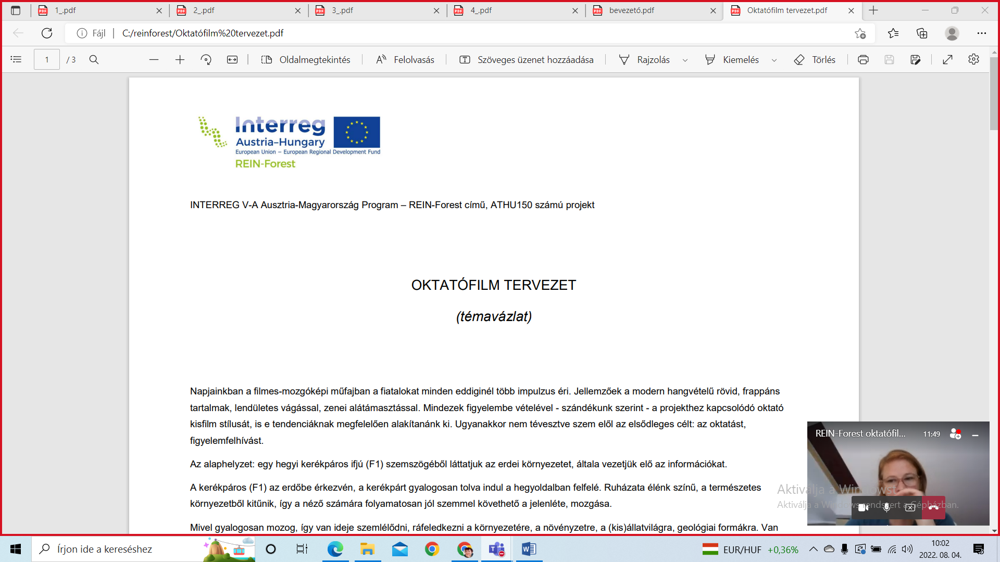 1_.pdf
2_.pdf
3_.pdf
4_.pdf
bevezető.pdf
Oktatófilm tervezet.pdf
Fájl
C:/reinforest/Oktatófilm%20tervezet.pdf
1
/ 3
Oldalmegtekintés
Felolvasás
Szöveges üzenet hozzáadása
Rajzolás
Kiemelés
Törlés
Interreg
Austria-Hungary
European Union – European Regional Development Fund
REIN-Forest
INTERREG V-A Ausztria-Magyarország Program – REIN-Forest című, ATHU150 számú projekt
OKTATÓFILM TERVEZET
(témavázlat)
Napjainkban a filmes-mozgóképi műfajban a fiatalokat minden eddiginél több impulzus éri. Jellemzőek a modern hangvételű rövid, frappáns
tartalmak, lendületes vágással, zenei alátámasztással. Mindezek figyelembe vételével - szándékunk szerint - a projekthez kapcsolódó oktató
kisfilm stílusát, is e tendenciáknak megfelelően alakítanánk ki. Ugyanakkor nem tévesztve szem elől az elsődleges célt: az oktatást,
figyelemfelhívást.
Az alaphelyzet: egy hegyi kerékpáros ifjú (F1) szemszögéből láttatjuk az erdei környezetet, általa vezetjük elő az információkat.
A kerékpáros (F1) az erdőbe érkezvén, a kerékpárt gyalogosan tolva indul a hegyoldalban felfelé. Ruházata élénk színű, a természetes
környezetből kitűnik, így a néző számára folyamatosan jól szemmel követhető a jelenléte, mozgása.
Mivel gyalogosan mozog, így van ideje szemlélődni, ráfeledkezni a környezetére, a növényzetre, a (kis)állatvilágra, geológiai formákra. Van
REIN-Forest oktatófil...
11:49
Aktiválja a Windowst
Aktiválja a Windows rendszert a Gépházban.
Írjon ide a kereséshez
EUR/HUF
+0,36%
10:02
2022. 08. 04.